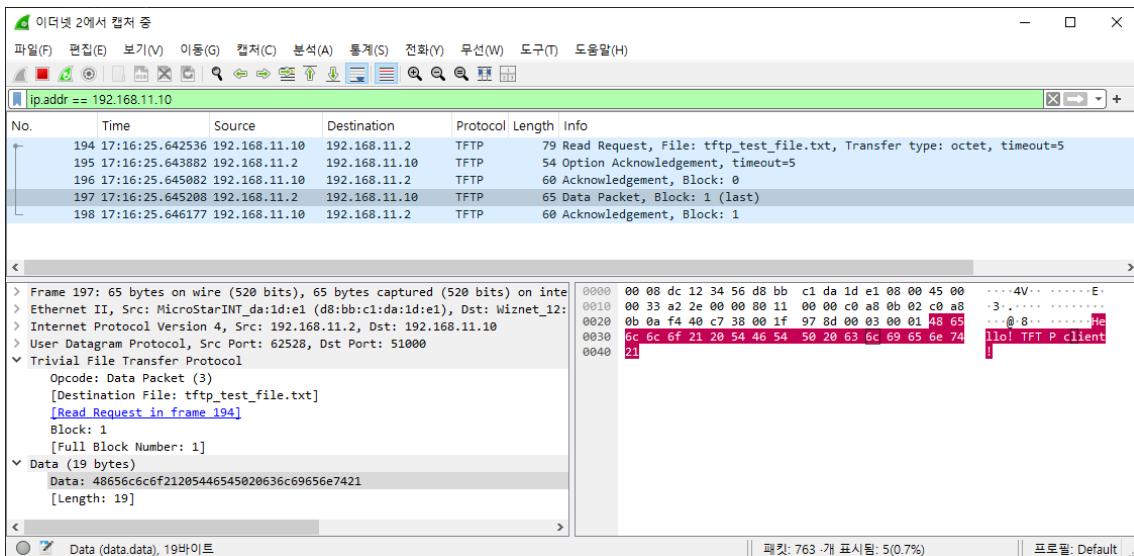 이더넷 2에서 캡처 중
파일(F) 편집(E) 보기(V) 이동(G) 캡처(C) 분석(A) 통계(S) 전화(Y) 무선(W) 도구(T) 도움말(H)
ip.addr == 192.168.11.10
No. Time Source Destination Protocol Length Info
194 17:16:25.642536 192.168.11.10 192.168.11.2 TFTP 79 Read Request, File: tftp_test_file.txt, Transfer type: octet, timeout=5
195 17:16:25.643882 192.168.11.2 192.168.11.10 TFTP 54 Option Acknowledgement, timeout=5
196 17:16:25.645082 192.168.11.10 192.168.11.2 TFTP 60 Acknowledgement, Block: 0
197 17:16:25.645208 192.168.11.2 192.168.11.10 TFTP 65 Data Packet, Block: 1 (last)
198 17:16:25.646177 192.168.11.10 192.168.11.2 TFTP 60 Acknowledgement, Block: 1
Frame 197: 65 bytes on wire (520 bits), 65 bytes captured (520 bits) on inte
Ethernet II, Src: MicroStarINT_da:1d:e1 (d8:bb:c1:da:1d:e1), Dst: Wiznet_12:
Internet Protocol Version 4, Src: 192.168.11.2, Dst: 192.168.11.10
User Datagram Protocol, Src Port: 62528, Dst Port: 51000
Trivial File Transfer Protocol
Opcode: Data Packet (3)
[Destination File: tftp_test_file.txt]
[Read Request in frame 194]
Block: 1
[Full Block Number: 1]
Data (19 bytes)
Data: 48656c6c6f21205446545020636c69656e7421
[Length: 19]
0000 00 08 dc 12 34 56 d8 bb c1 da 1d e1 08 00 45 00 ····4V·· ······E·
0010 00 33 a2 2e 00 00 80 11 00 00 c0 a8 0b 02 c0 a8 ·3·.···· ········
0020 0b 0a f4 40 c7 38 00 1f 97 8d 00 03 00 01 48 65 ···@·8·· ······He
0030 6c 6c 6f 21 20 54 46 54 50 20 63 6c 69 65 6e 74 llo! TFT P client
0040 21 !
Data (data.data), 19바이트 패킷: 763 ·개 표시됨: 5(0.7%) 프로필: Default